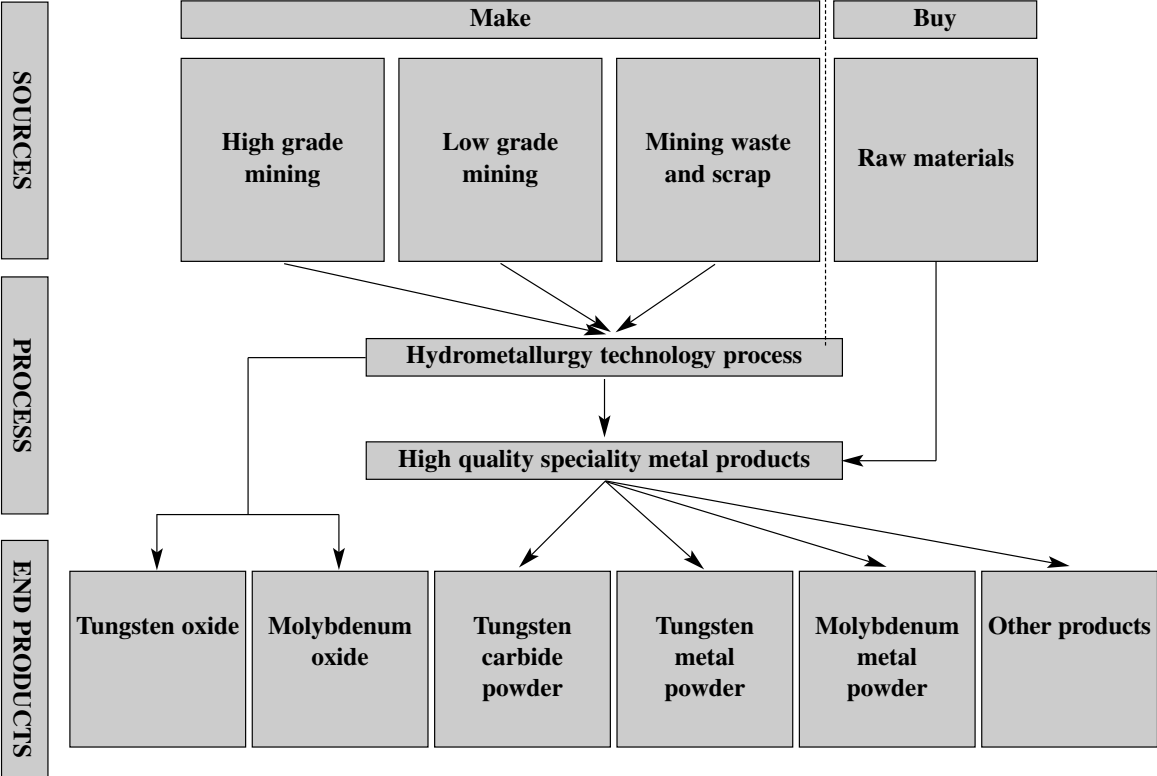 SOURCES
Make
Buy
High grade
mining
Low grade
mining
Mining waste
and scrap
Raw materials
PROCESS
Hydrometallurgy technology process
High quality speciality metal products
END PRODUCTS
Tungsten oxide
Molybdenum
oxide
Tungsten
carbide
powder
Tungsten
metal
powder
Molybdenum
metal
powder
Other products